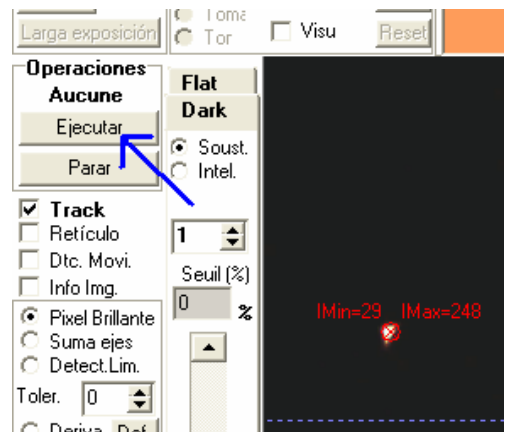 Larga exposición
Tor
Visu
Reset
Operaciones
Aucune
Ejecutar
Parar
Flat
Dark
Soust.
Intel.
Track
Retículo
Dtc. Movi.
Info Img.
1
Seuil (%)
0
%
Pixel Brillante
Suma ejes
Detect.Lim.
Toler. 0
Deriva
IMin=29 IMax=248